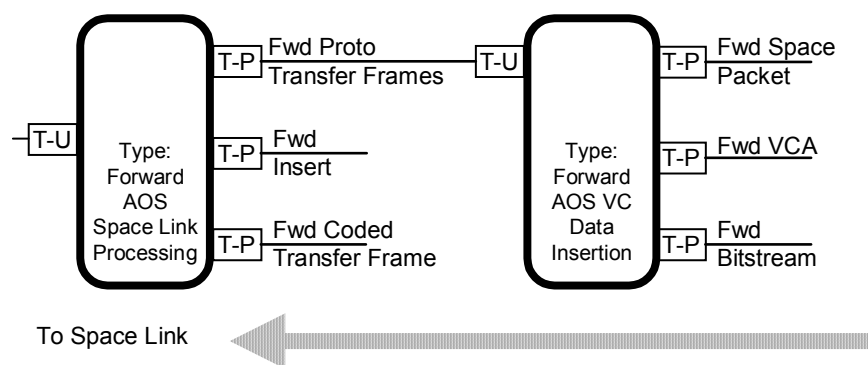 Fwd Proto
T-P
Transfer Frames
T-U
T-P
Fwd Space
Packet
T-U
Type:
Forward
AOS
Space Link
Processing
T-P
Fwd
Insert
T-P
Fwd Coded
Transfer Frame
Type:
Forward
AOS VC
Data
Insertion
T-P
Fwd VCA
T-P
Fwd
Bitstream
To Space Link